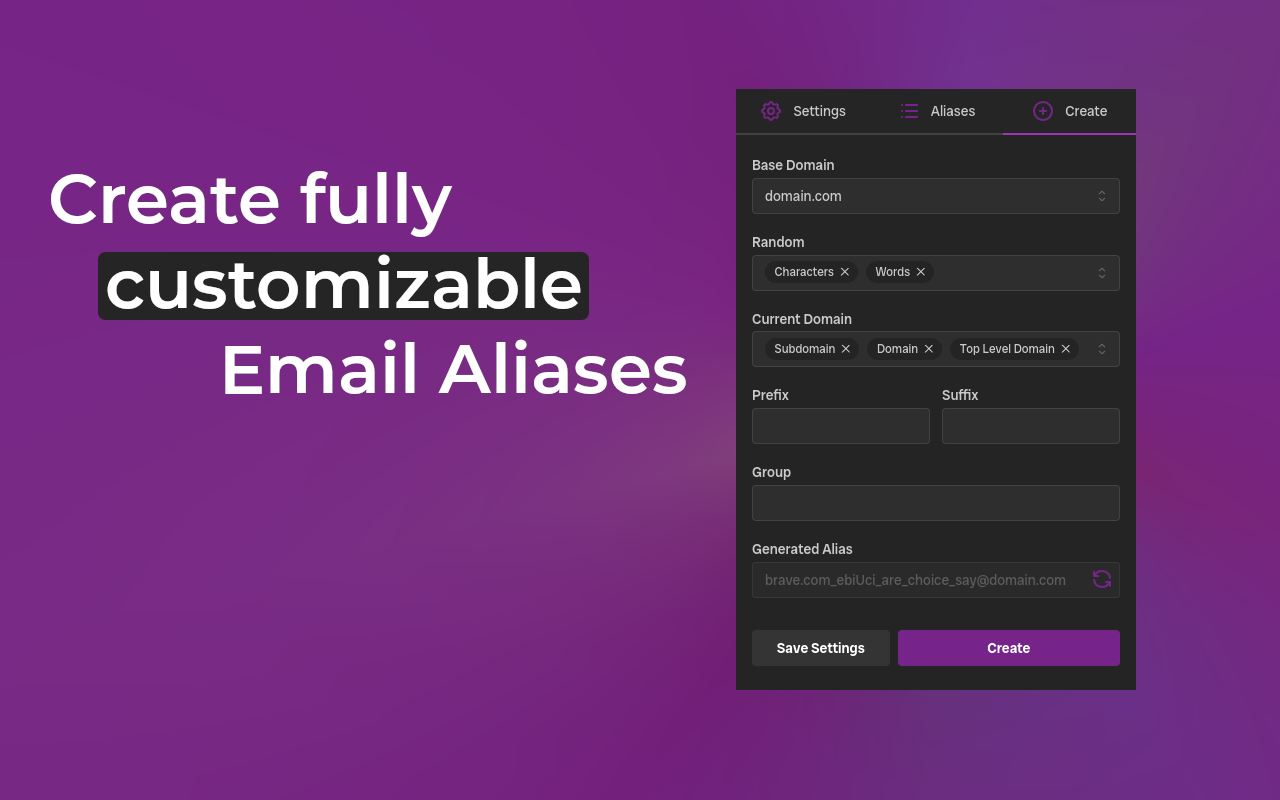 Create fully
customizable
Email Aliases
Settings Aliases Create
Base Domain
domain.com
Random
Characters Words
Current Domain
Subdomain Domain Top Level Domain
Prefix Suffix
Group
Generated Alias
brave.com_ebiUci_are_choice_say@domain.com
Save Settings Create